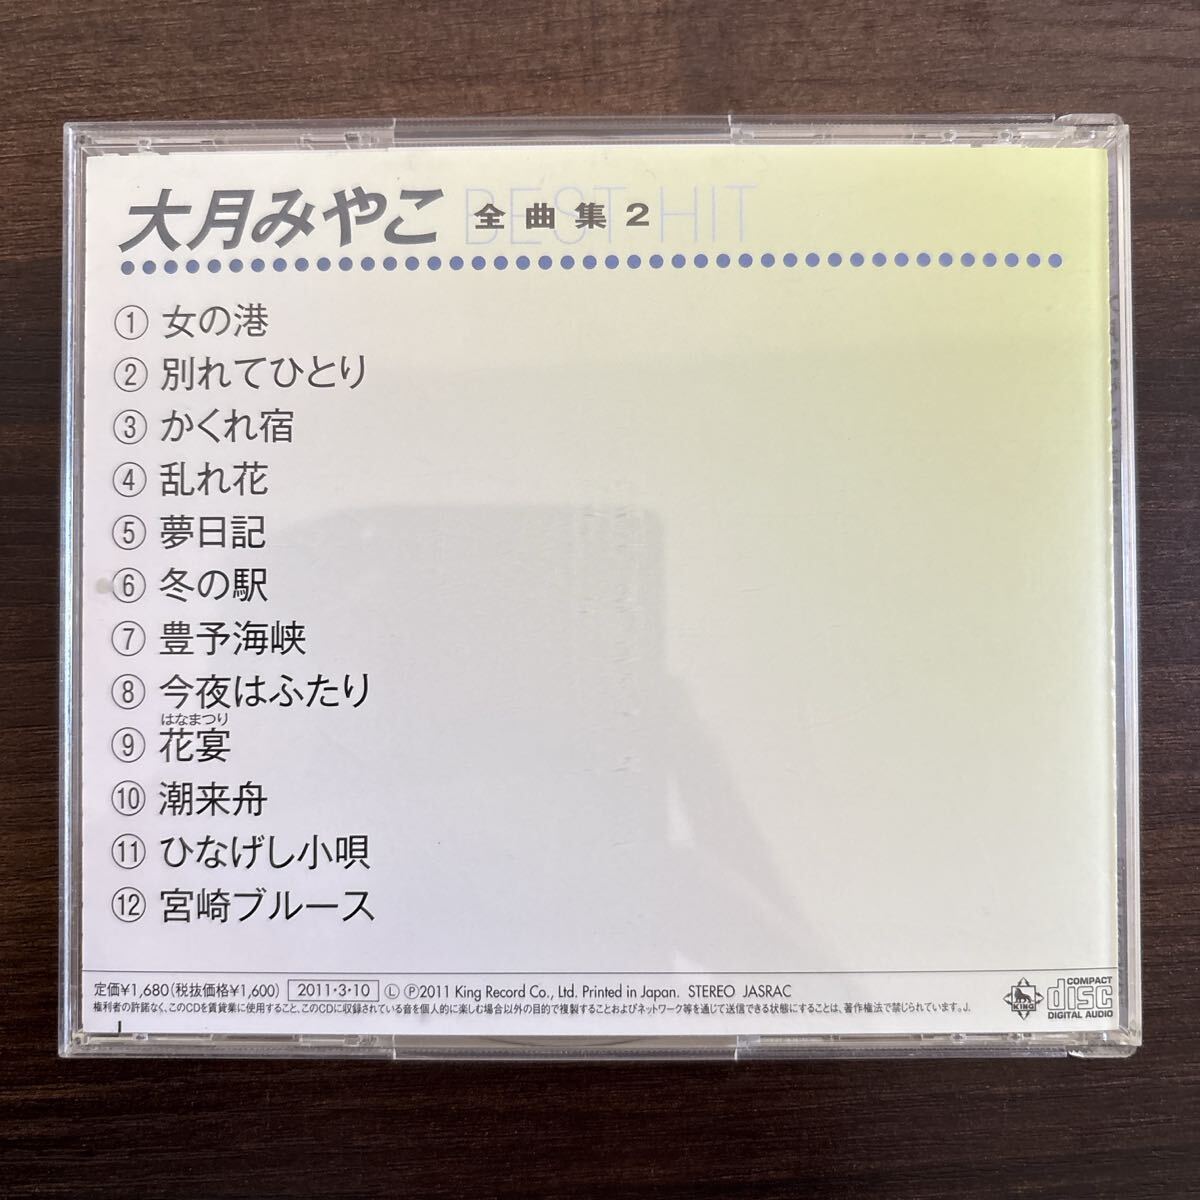 大月みやこ BEST HIT 全曲集2
① 女の港
② 別れてひとり
③ かくれ宿
④ 乱れ花
⑤ 夢日記
⑥ 冬の駅
⑦ 豊予海峡
⑧ 今夜はふたり
はなまつり
⑨ 花宴
⑩ 潮来舟
⑪ ひなげし小唄
⑫ 宮崎ブルース
定価¥1,680(税抜価格¥1,600) 2011・3・10 Ⓛ Ⓟ2011 King Record Co., Ltd. Printed in Japan. STEREO JASRAC
権利者の許諾なく、このCDを賃貸業に使用すること、このCDに収録されている音を個人的に楽しむ場合以外の目的で複製することおよびネットワーク等を通じて送信できる状態にすることは、著作権法で禁じられています。J.
KING
COMPACT
disc
DIGITAL AUDIO